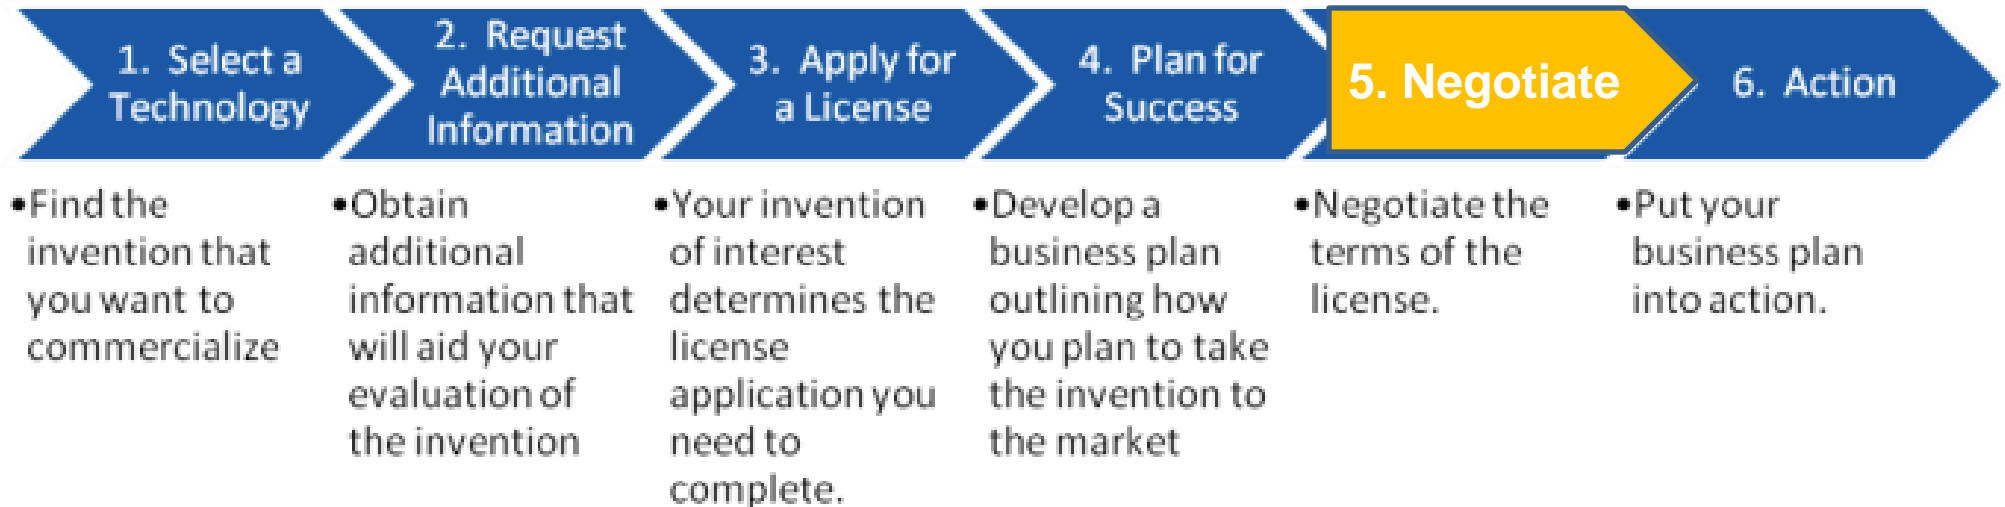 1. Select a
Technology
2. Request
Additional
Information
3. Apply for
a License
4. Plan for
Success
5. Negotiate
6. Action
•Find the
invention that
you want to
commercialize
•Obtain
additional
information that
will aid your
evaluation of
the invention
•Your invention
of interest
determines the
license
application you
need to
complete.
•Develop a
business plan
outlining how
you plan to take
the invention to
the market
•Negotiate the
terms of the
license.
•Put your
business plan
into action.